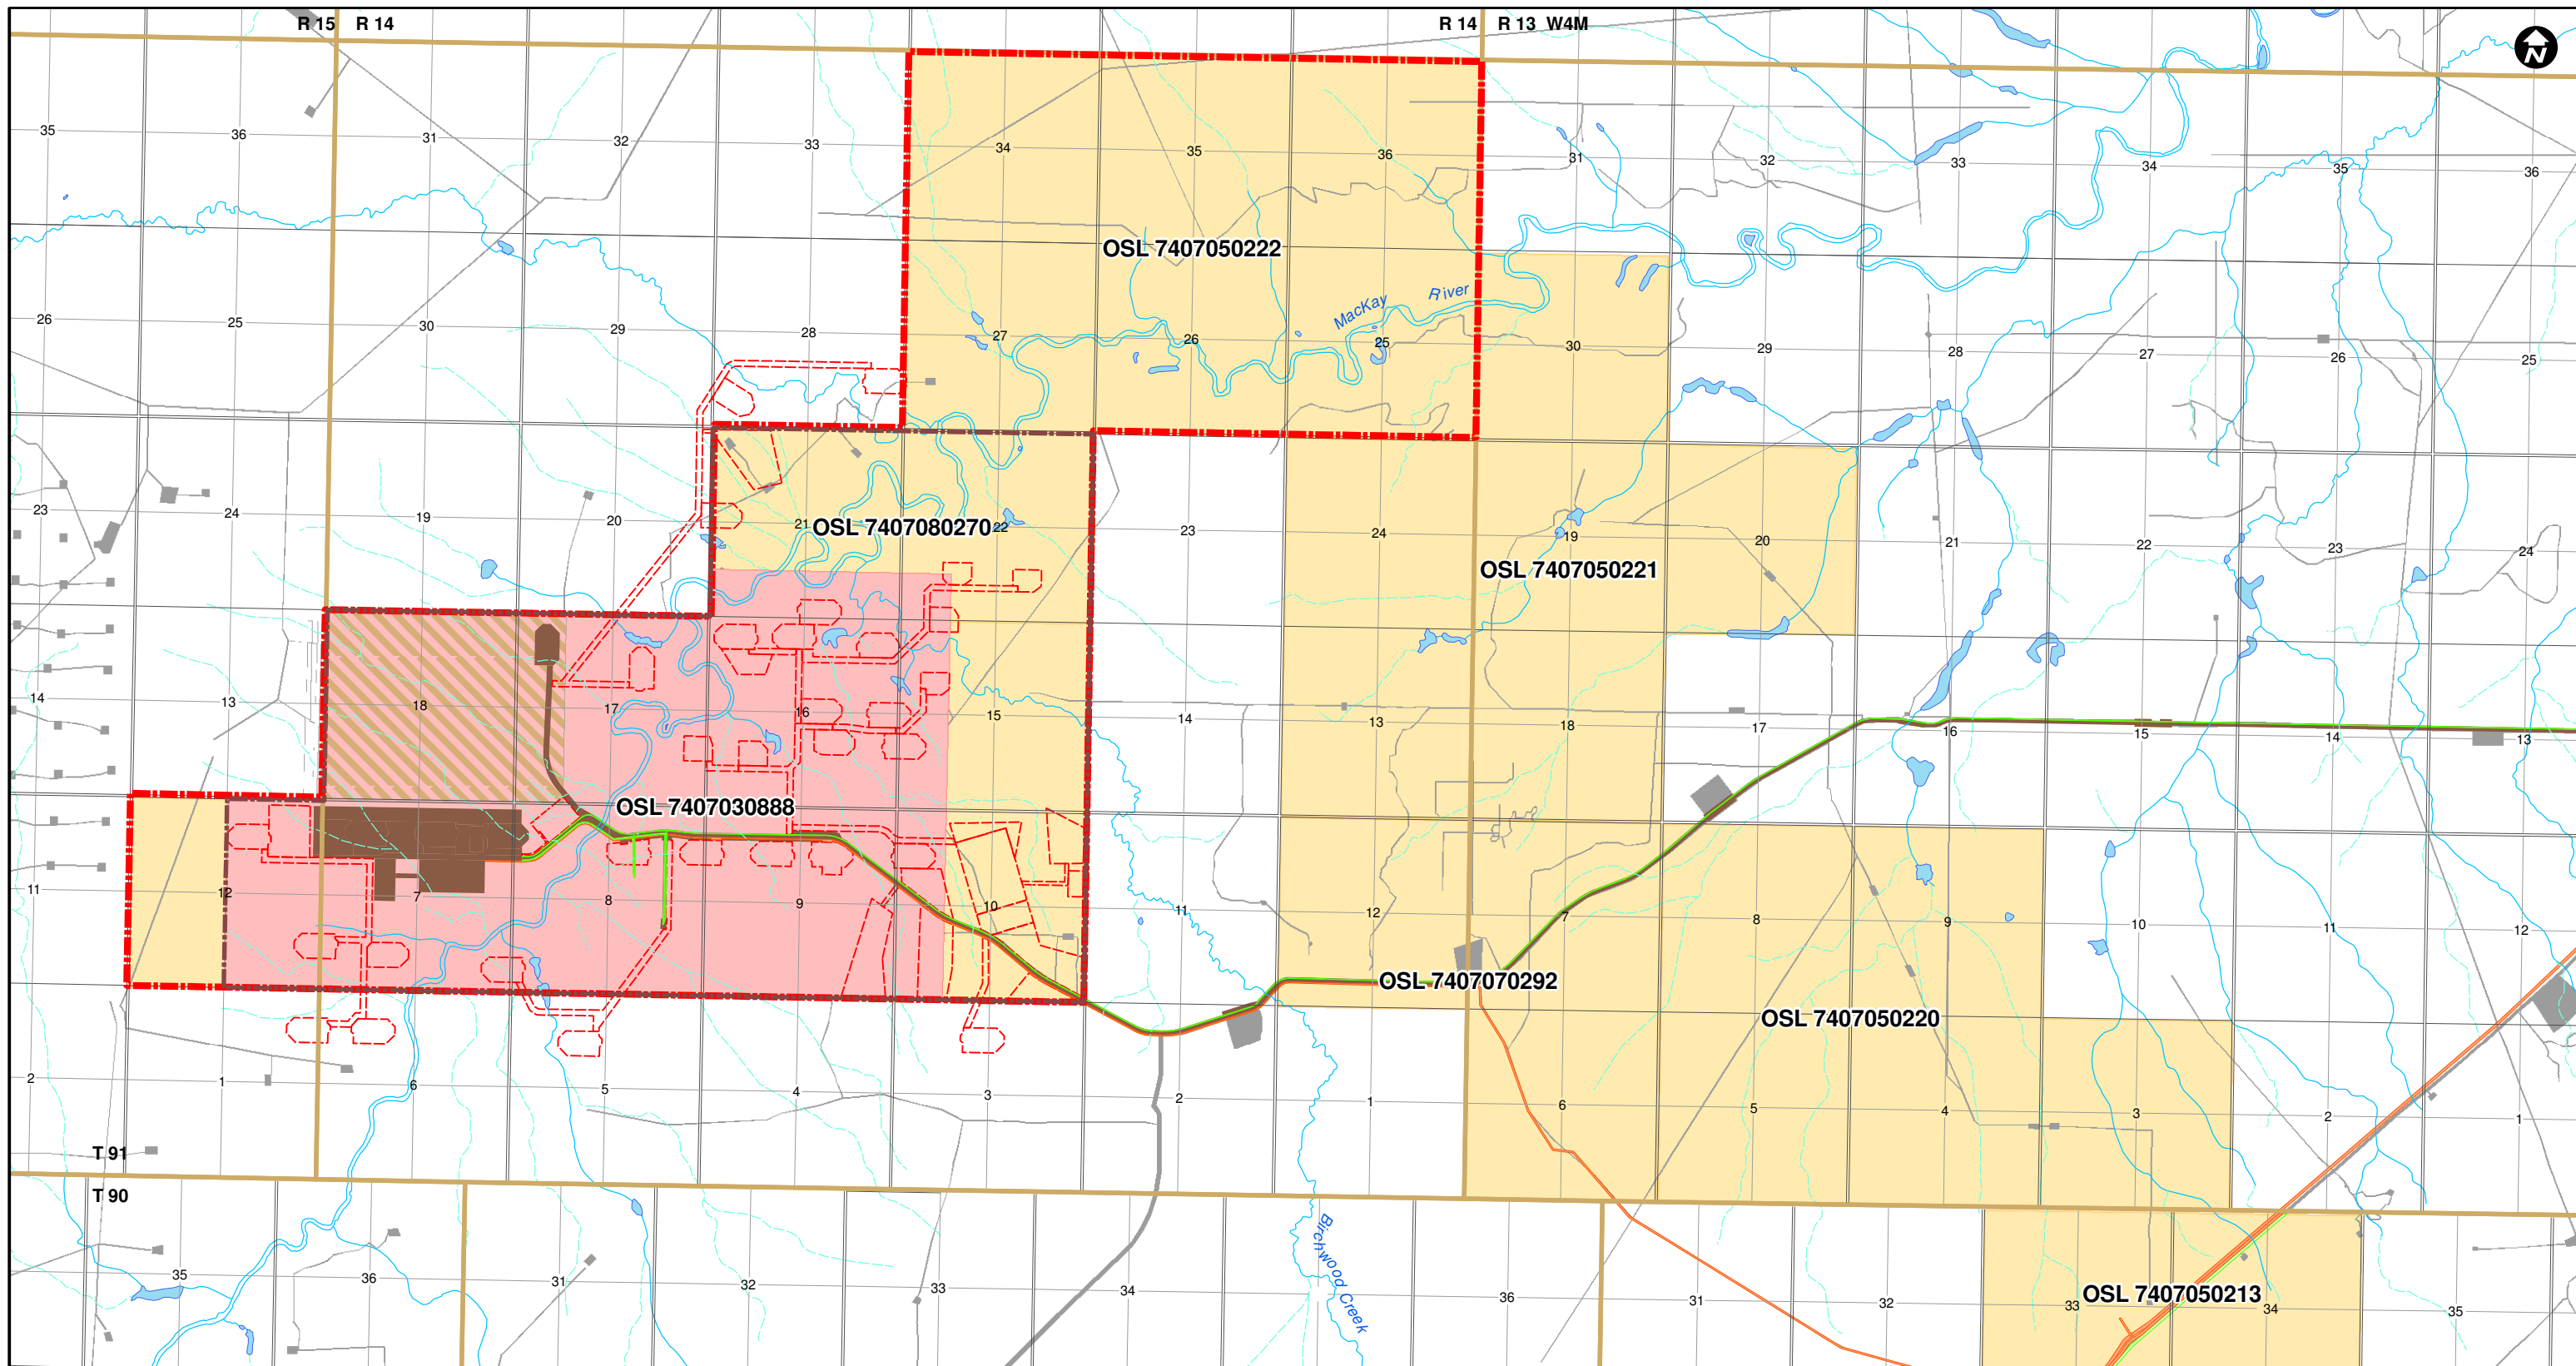 R 15 R 14 R 14 R 13 W4M
N
35 36 31 32 33 34 35 36 31 32 33 34 35 36
OSL 7407050222
MacKay River
26 25 30 29 28 27 26 25 30 29 28 27 26 25
23 24 19 20 21 OSL 7407080270 22 23 24 19 20 21 22 23 24
OSL 7407050221
14 13 18 17 16 15 14 13 18 17 16 15 14 13
OSL 7407030888
11 12 7 8 9 10 11 12 7 8 9 10 11 12
OSL 7407070292
OSL 7407050220
2 1 6 5 4 3 2 1 6 5 4 3 2 1
T 91
T 90
Birchwood Creek
35 36 31 32 33 34 36 31 32 33 34 35
OSL 7407050213